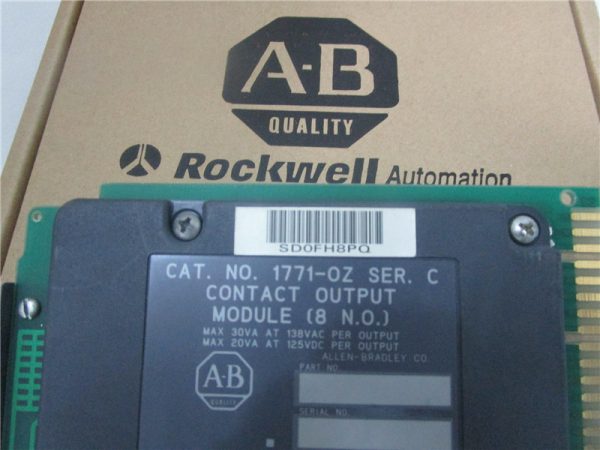 A-B
QUALITY
Rockwell Automation
SD0FH8PQ
CAT. NO. 1771-OZ SER. C
CONTACT OUTPUT
MODULE (8 N.O.)
MAX 30VA AT 138VAC PER OUTPUT
MAX 20VA AT 125VDC PER OUTPUT
ALLEN-BRADLEY CO.
PART NO.
A-B
QUALITY
SERIAL NO.